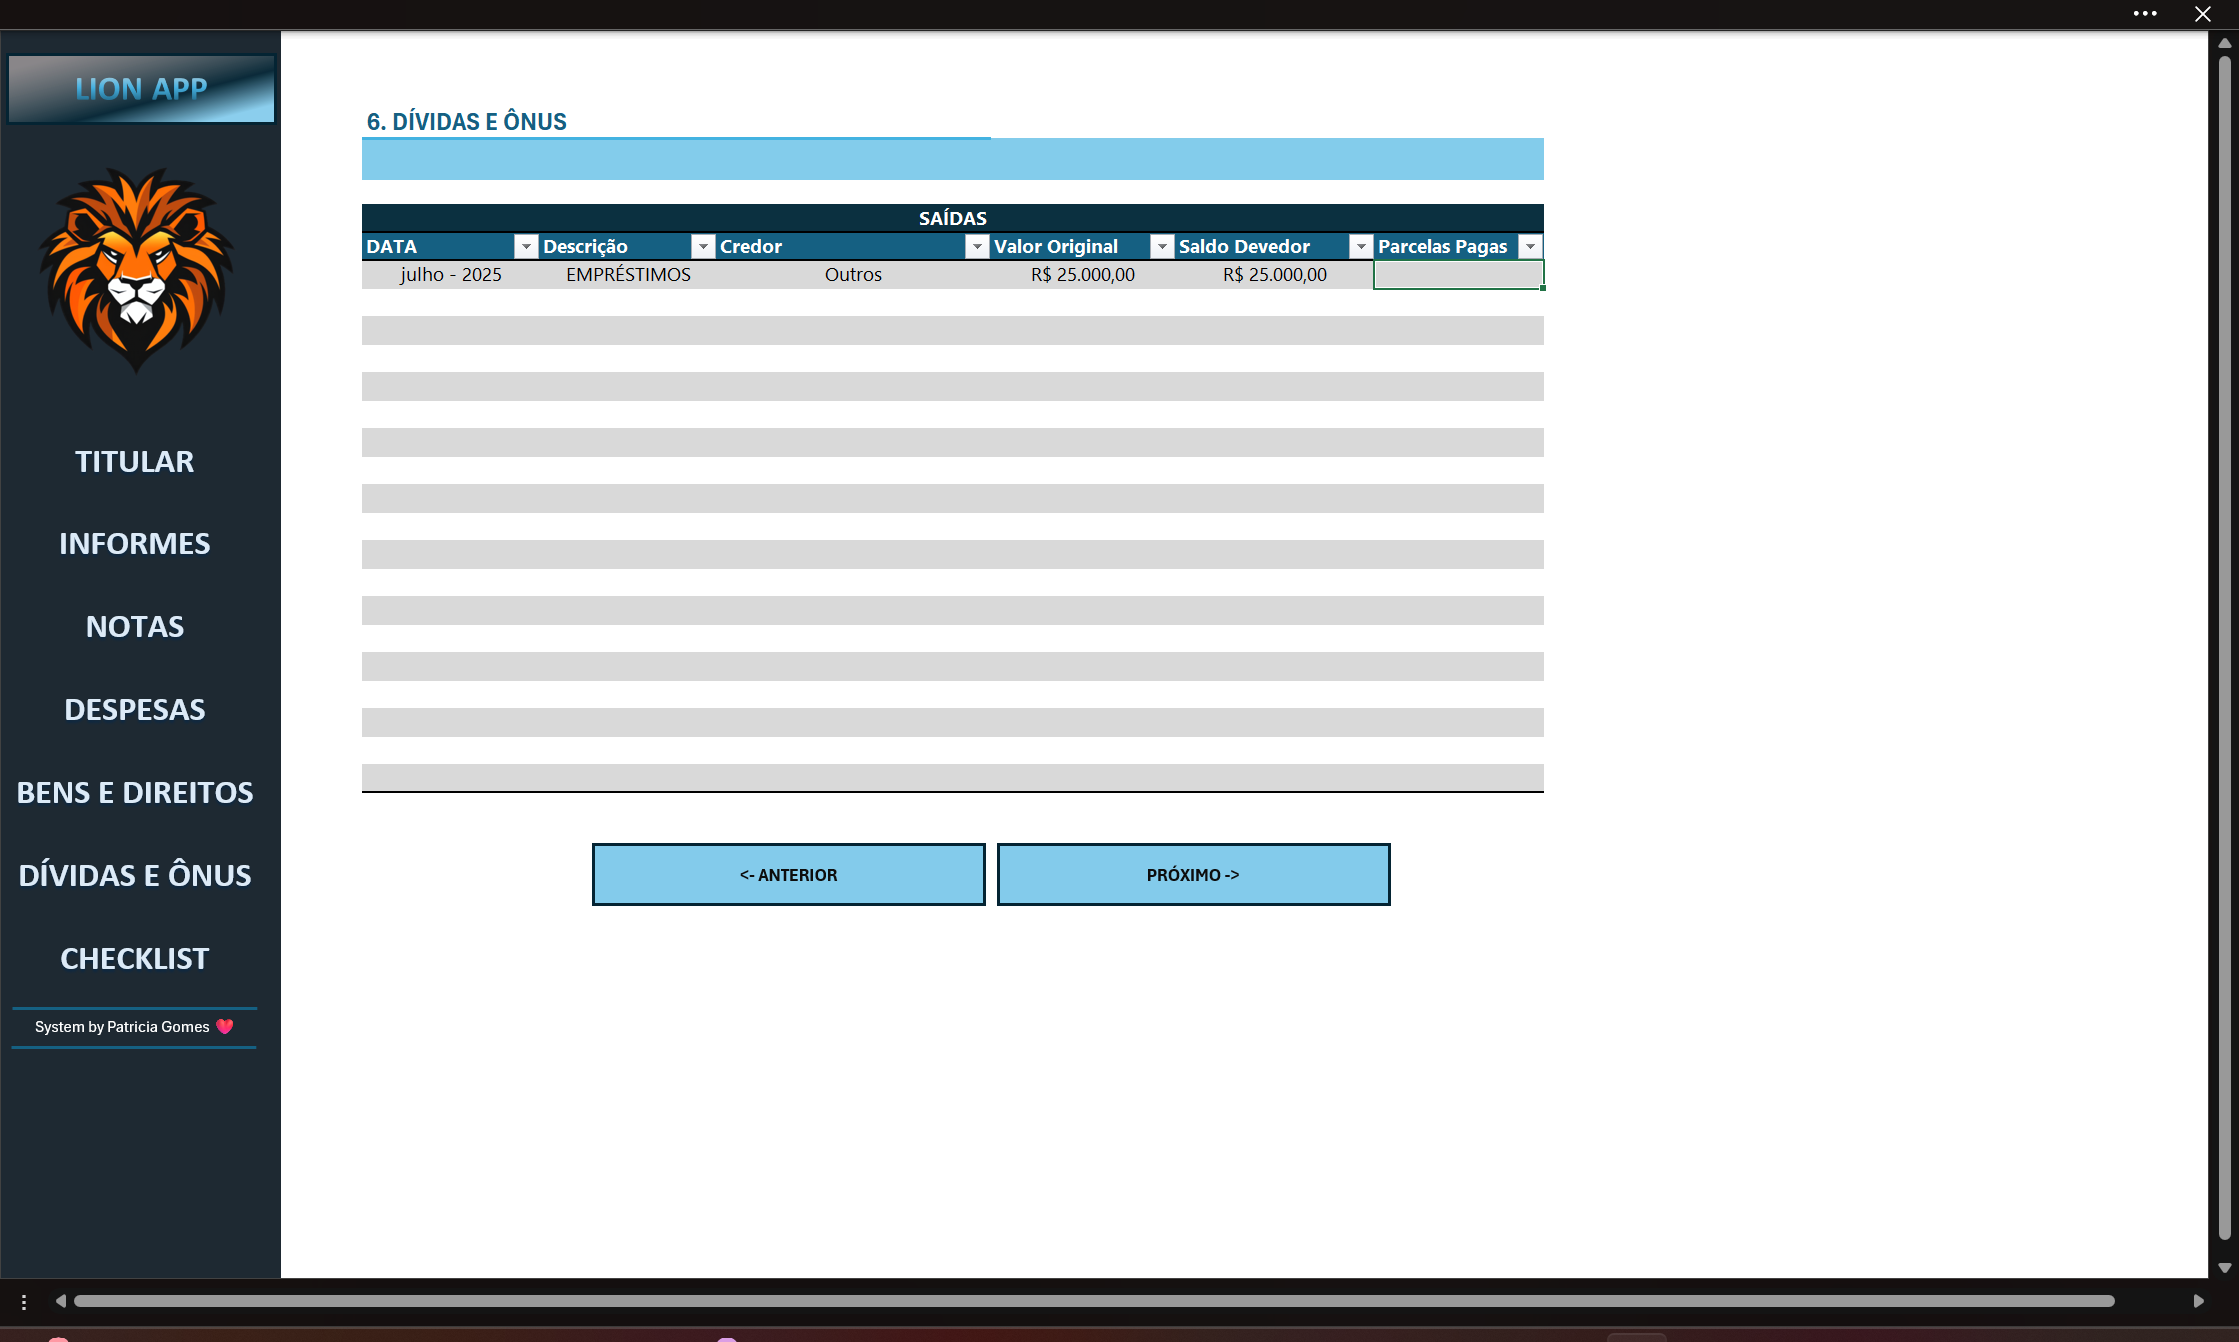 LION APP
TITULAR
INFORMES
NOTAS
DESPESAS
BENS E DIREITOS
DÍVIDAS E ÔNUS
CHECKLIST
System by Patricia Gomes
6. DÍVIDAS E ÔNUS
SAÍDAS
DATA Descrição Credor Valor Original Saldo Devedor Parcelas Pagas
julho - 2025 EMPRÉSTIMOS Outros R$ 25.000,00 R$ 25.000,00
<- ANTERIOR PRÓXIMO ->